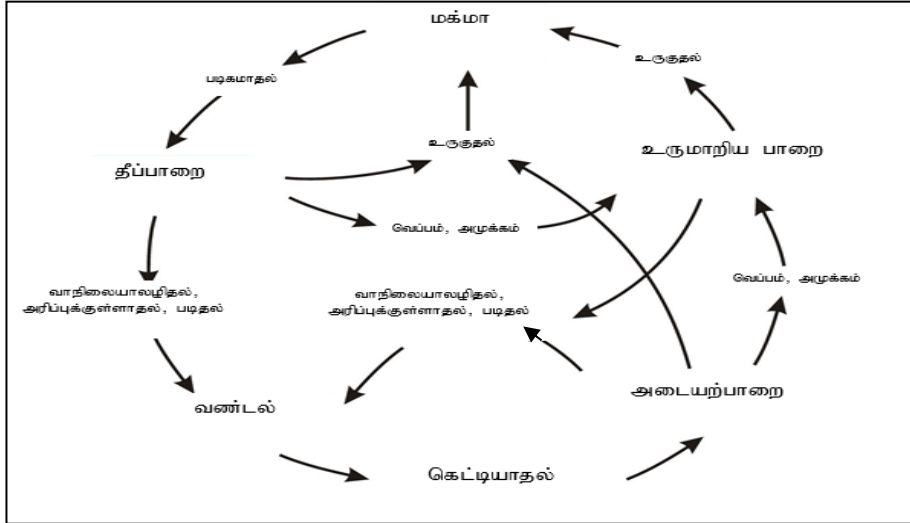 மக்மா
உருகுதல்
படிகமாதல்
உருகுதல்
உருமாறிய பாறை
தீப்பாறை
வெப்பம், அமுக்கம்
வெப்பம், அமுக்கம்
வாநிலையாலழிதல்,
அரிப்புக்குள்ளாதல், படிதல்
வாநிலையாலழிதல்,
அரிப்புக்குள்ளாதல், படிதல்
அடையற்பாறை
வண்டல்
கெட்டியாதல்